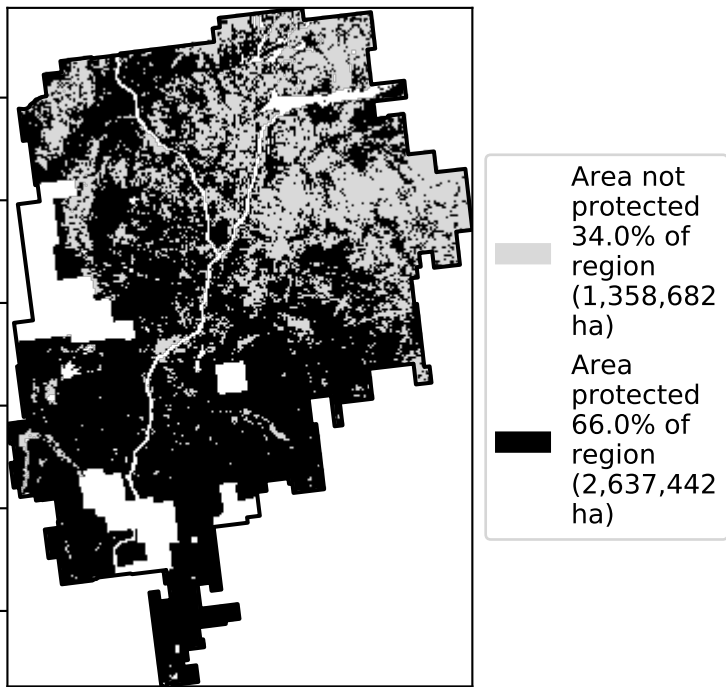 Area not
protected
34.0% of
region
(1,358,682
ha)
Area
protected
66.0% of
region
(2,637,442
ha)